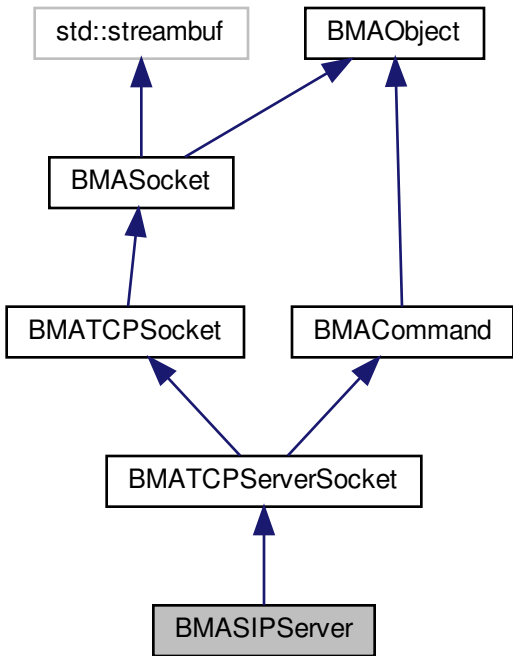 std::streambuf
BMAObject
BMASocket
BMATCPSocket
BMACommand
BMATCPServerSocket
BMASIPServer